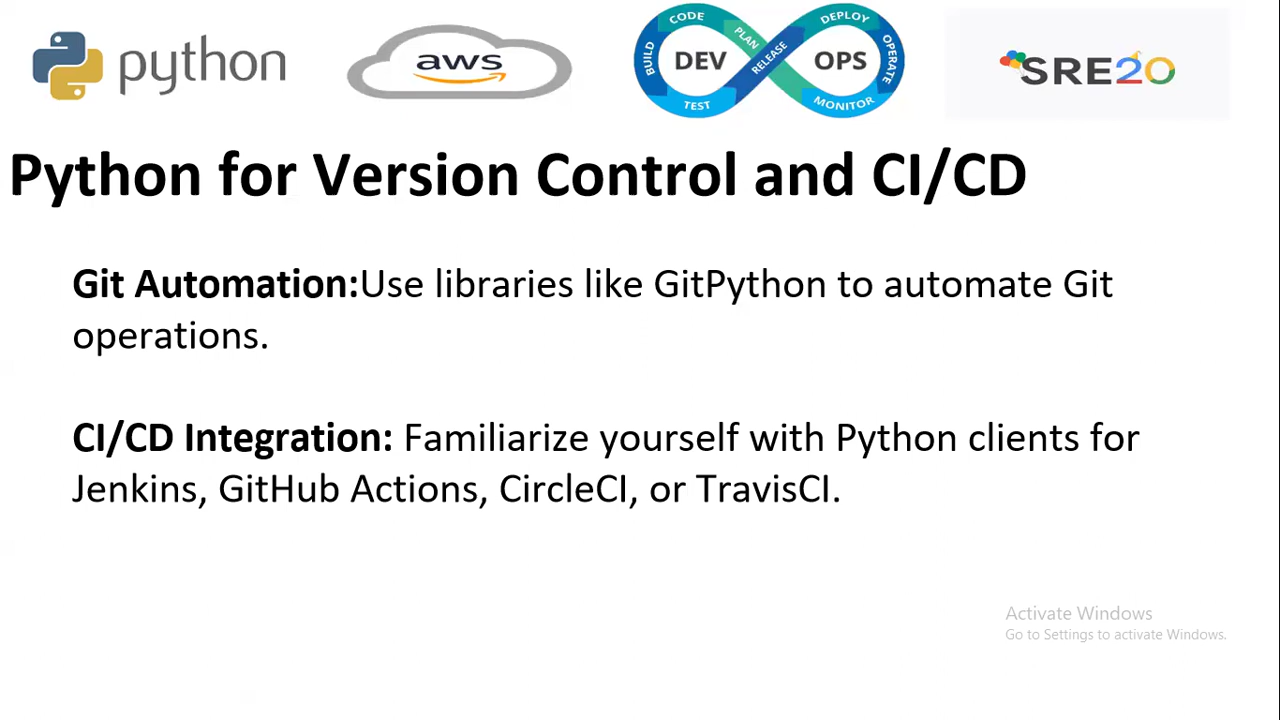 python
aws
CODE
DEPLOY
BUILD
DEV
PLAN
RELEASE
OPS
OPERATE
TEST
MONITOR
SRE20
Python for Version Control and CI/CD
Git Automation:Use libraries like GitPython to automate Git
operations.
CI/CD Integration: Familiarize yourself with Python clients for
Jenkins, GitHub Actions, CircleCI, or TravisCI.
Activate Windows
Go to Settings to activate Windows.